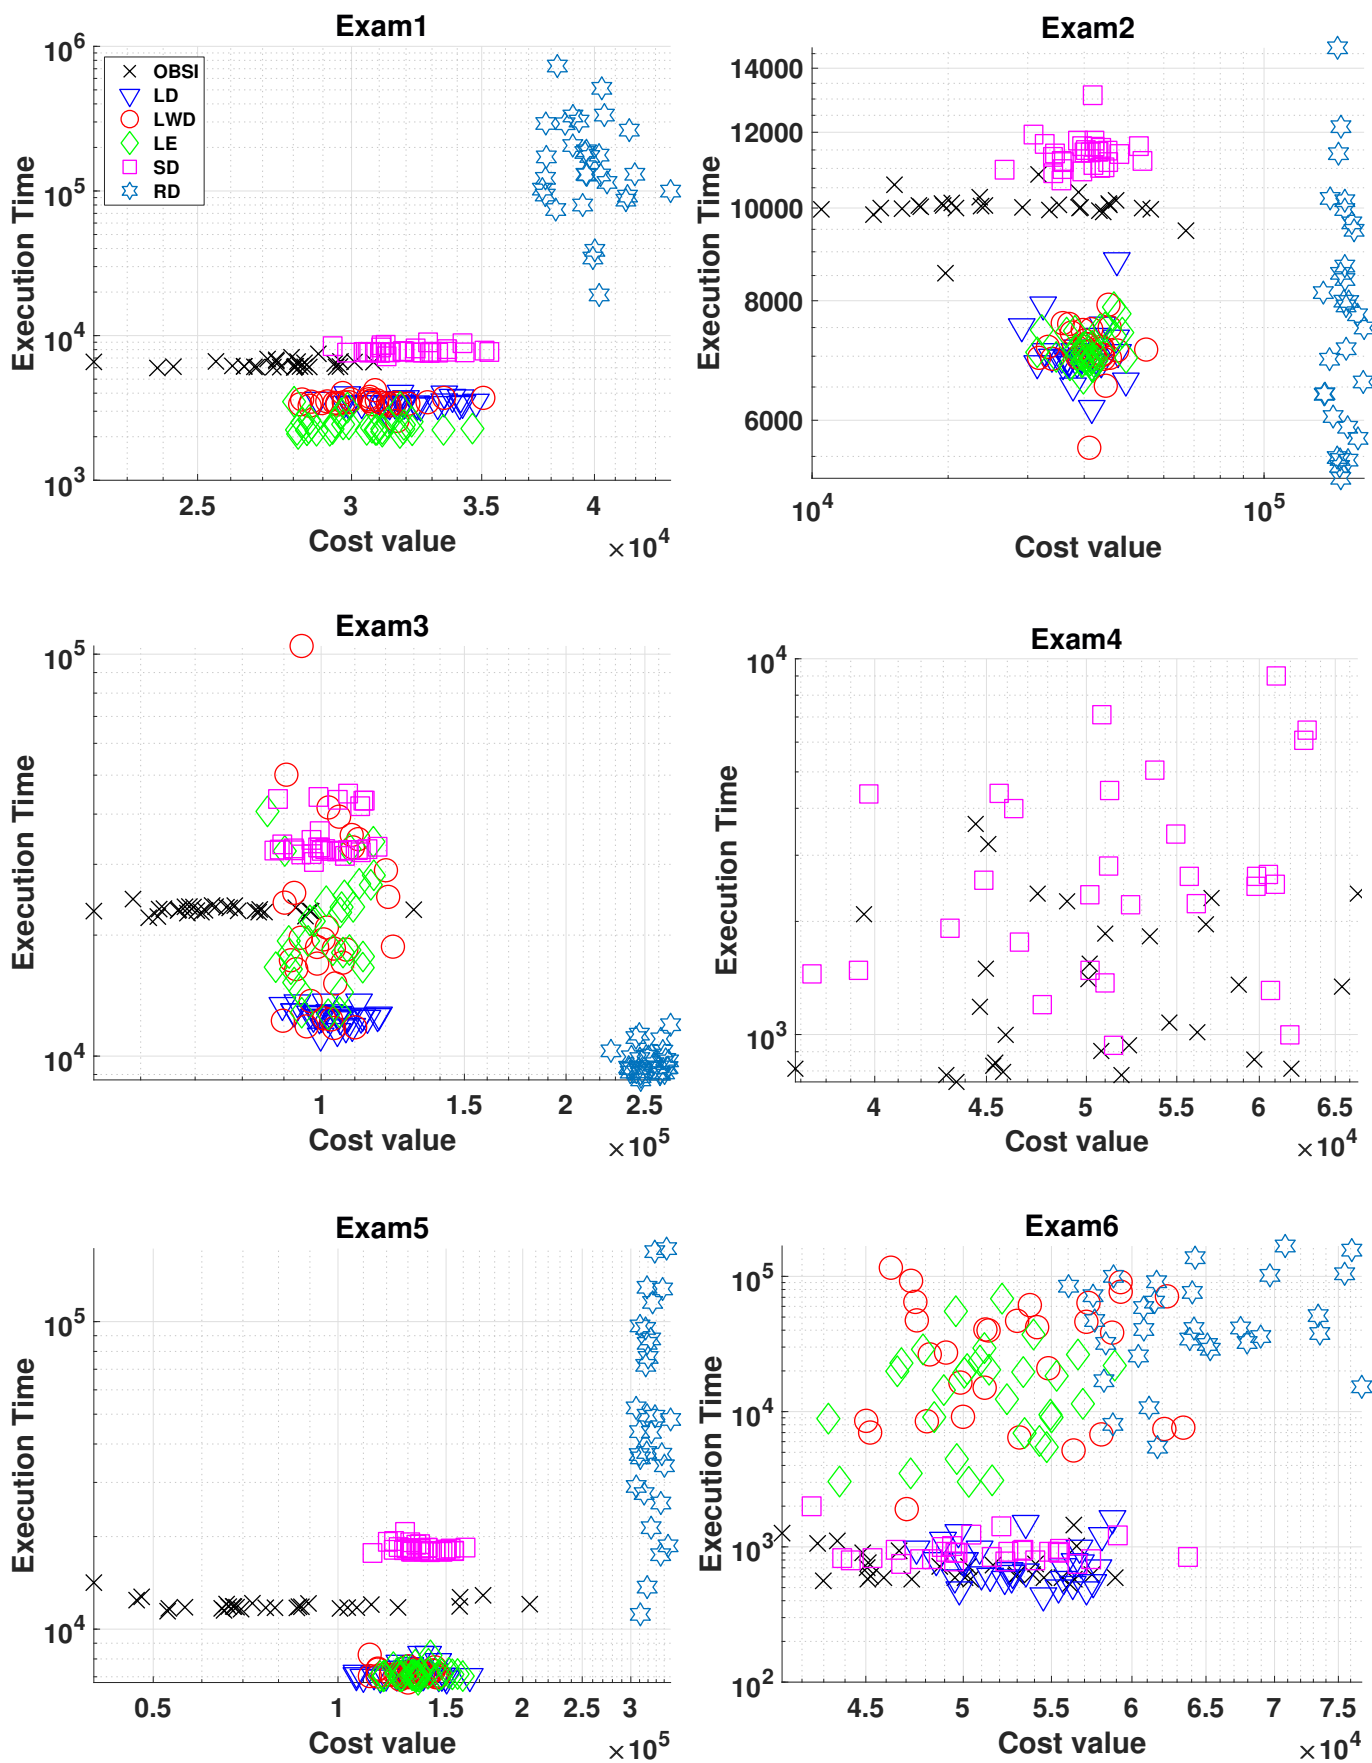 Exam1
10^6
10^5
10^4
10^3
Execution Time
OBSI
LD
LWD
LE
SD
RD
2.5
3
3.5
4
Cost value
×10^4
Exam2
14000
12000
10000
8000
6000
Execution Time
10^4
10^5
Cost value
Exam3
10^5
10^4
Execution Time
1
1.5
2
2.5
Cost value
×10^5
Exam4
10^4
10^3
Execution Time
4
4.5
5
5.5
6
6.5
Cost value
×10^4
Exam5
10^5
10^4
Execution Time
0.5
1
1.5
2
2.5
3
Cost value
×10^5
Exam6
10^5
10^4
10^3
10^2
Execution Time
4.5
5
5.5
6
6.5
7
7.5
Cost value
×10^4